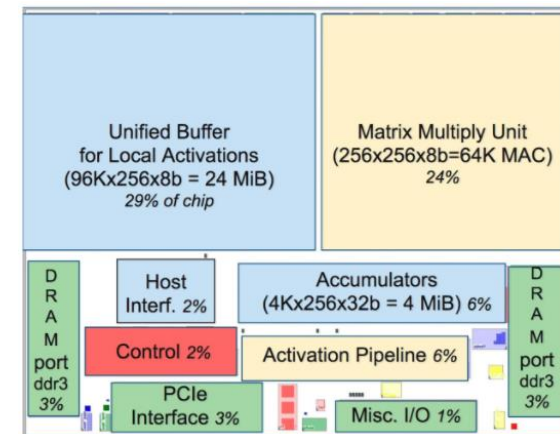 Unified Buffer
for Local Activations
(96Kx256x8b = 24 MiB)
29% of chip
Matrix Multiply Unit
(256x256x8b=64K MAC)
24%
D
R
A
M
port
ddr3
3%
Host
Interf. 2%
Accumulators
(4Kx256x32b = 4 MiB) 6%
Control 2%
Activation Pipeline 6%
PCIe
Interface 3%
Misc. I/O 1%
D
R
A
M
port
ddr3
3%